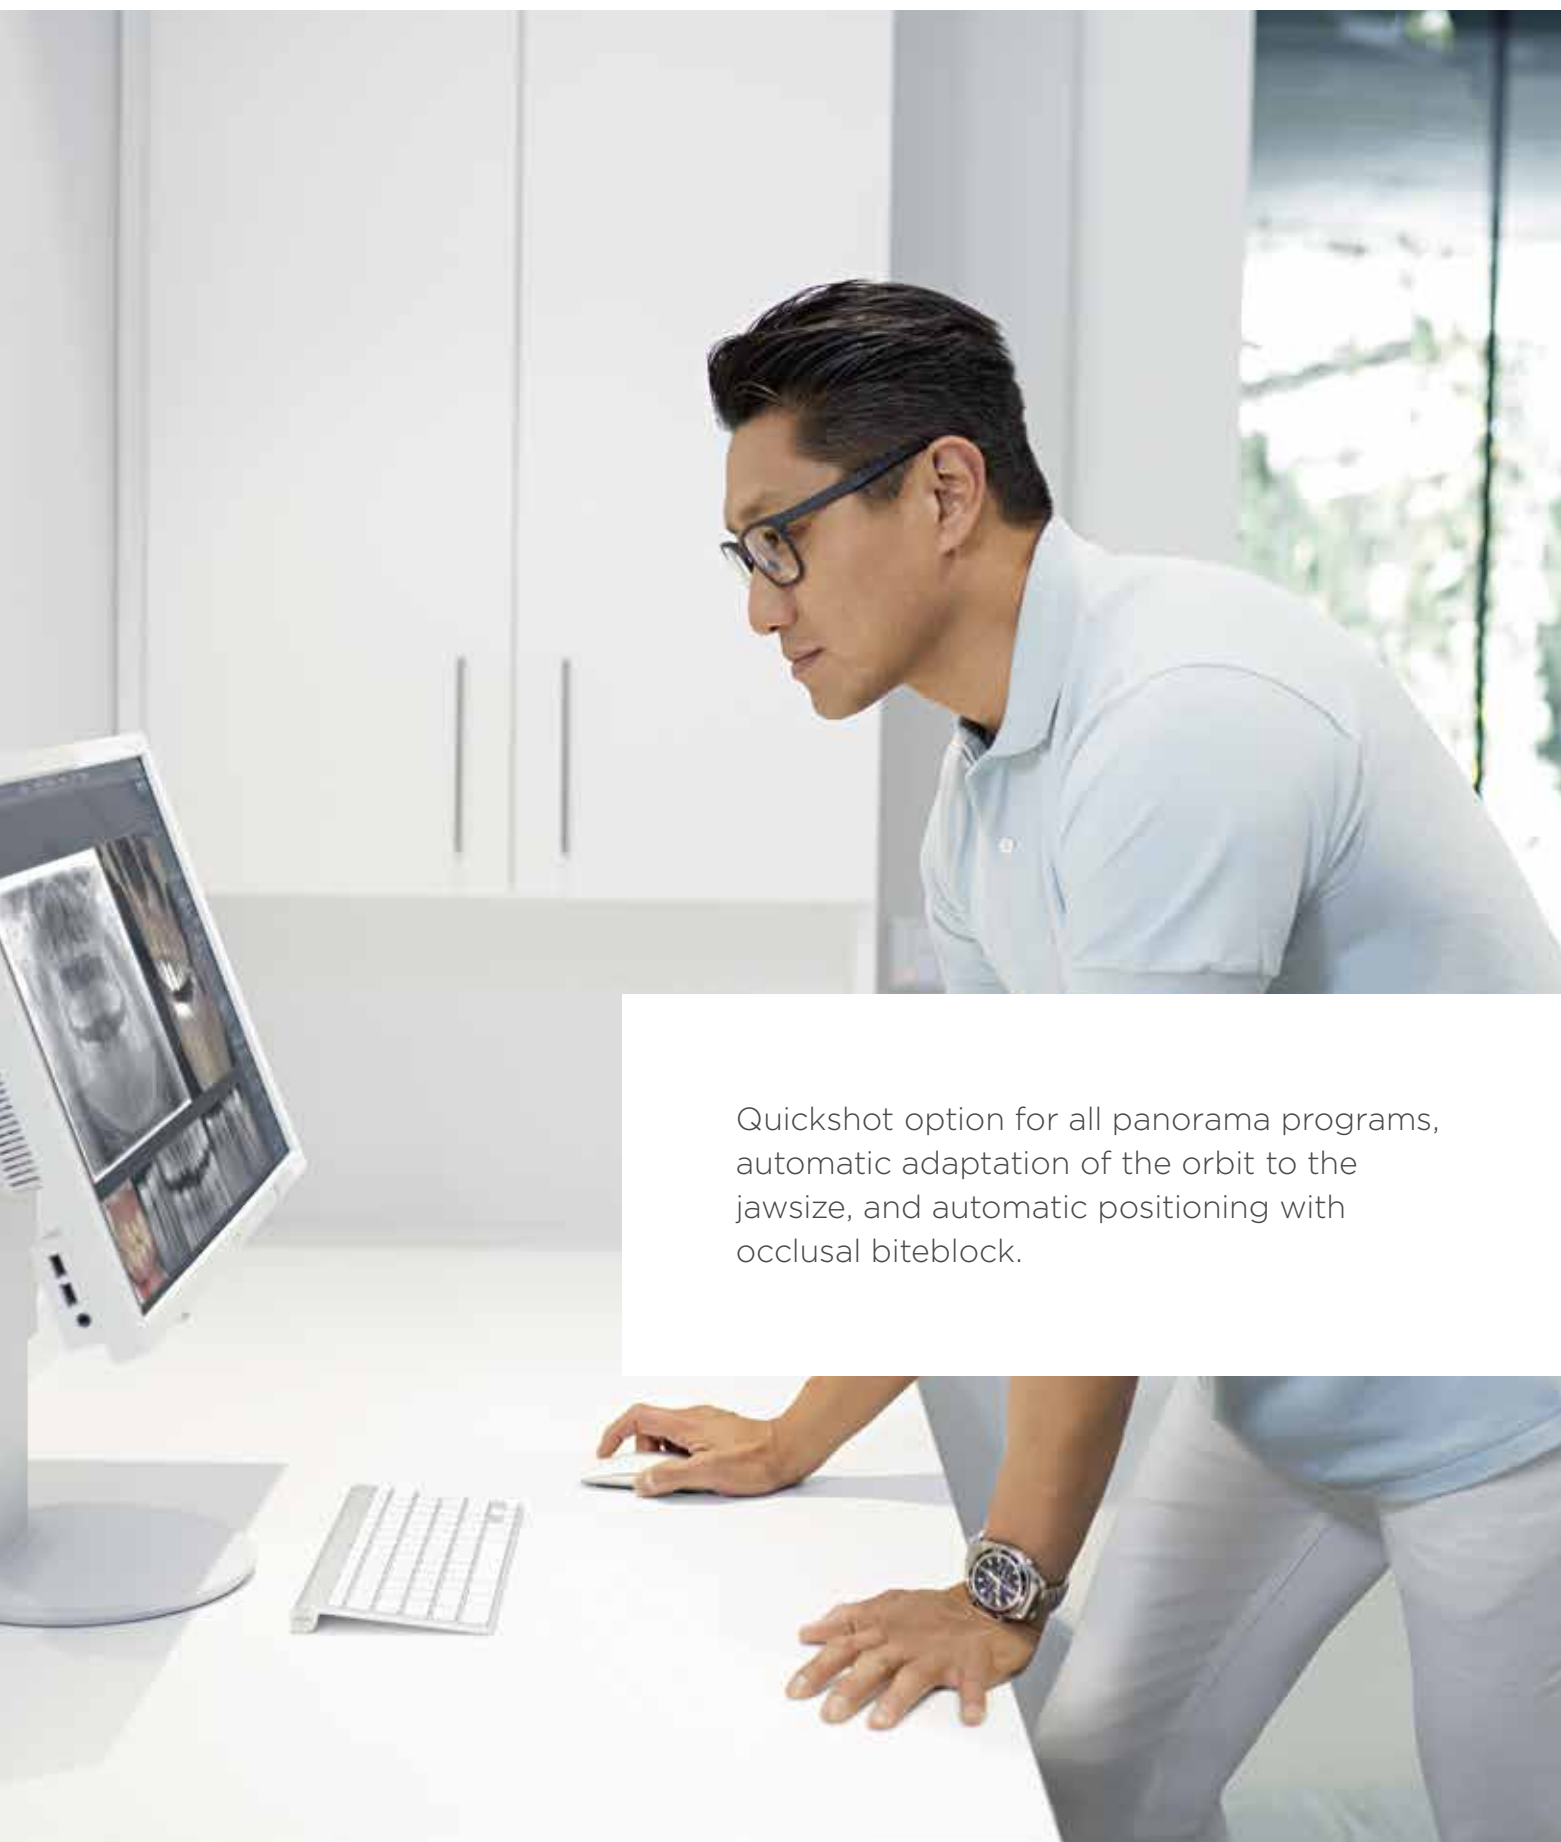 Quickshot option for all panorama programs,
automatic adaptation of the orbit to the
jawsize, and automatic positioning with
occlusal biteblock.